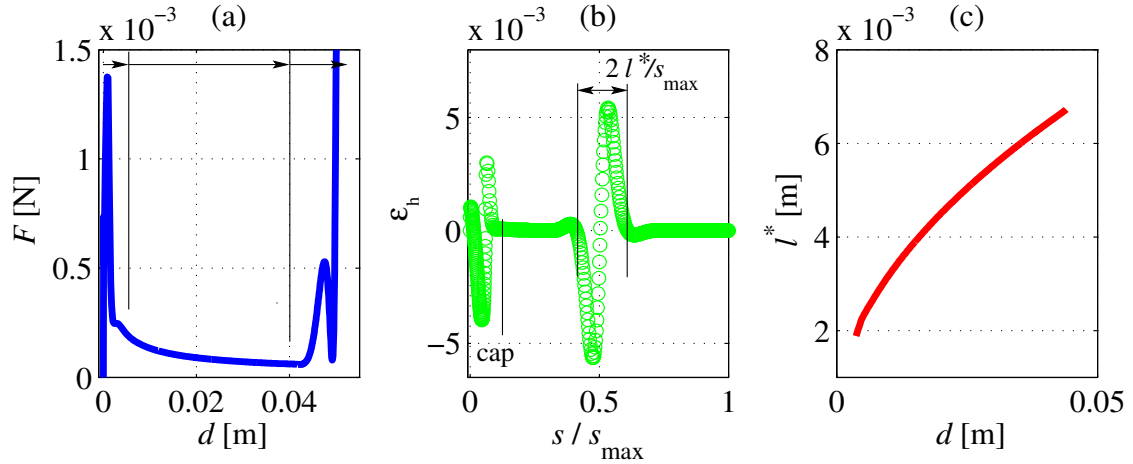 (a)
x 10⁻³
1.5
1
0.5
0
F [N]
0
0.02
0.04
d [m]
(b)
x 10⁻³
5
0
−5
ε_h
2 l*/s_max
cap
0
0.5
1
s / s_max
(c)
x 10⁻³
8
6
4
2
l* [m]
0
0.05
d [m]